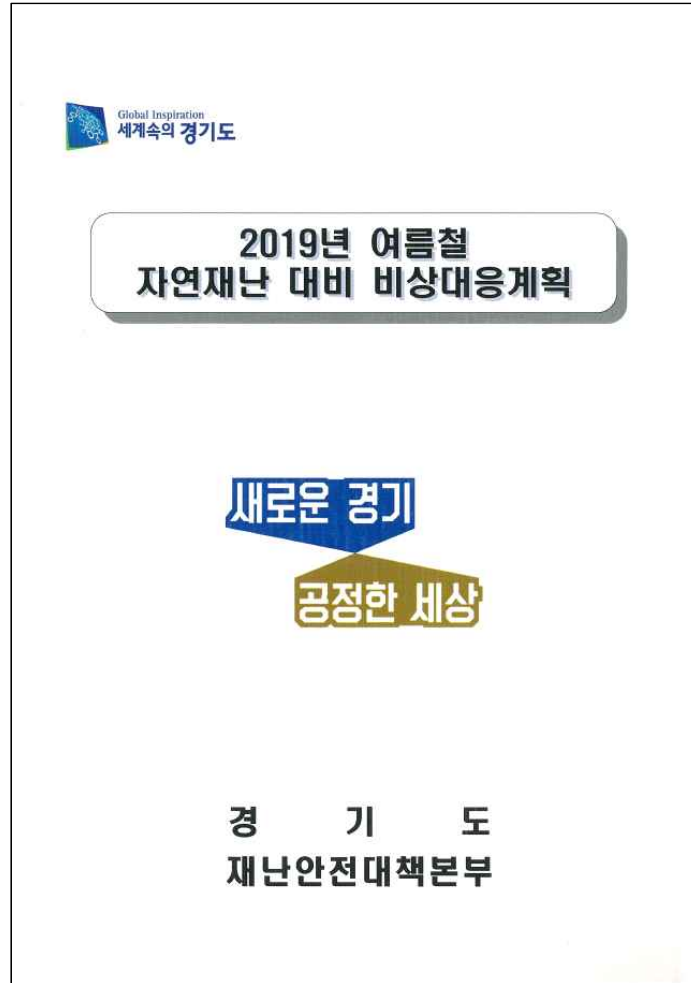 Global Inspiration
세계속의 경기도
2019년 여름철
자연재난 대비 비상대응계획
새로운 경기
공정한 세상
경 기 도
재난안전대책본부